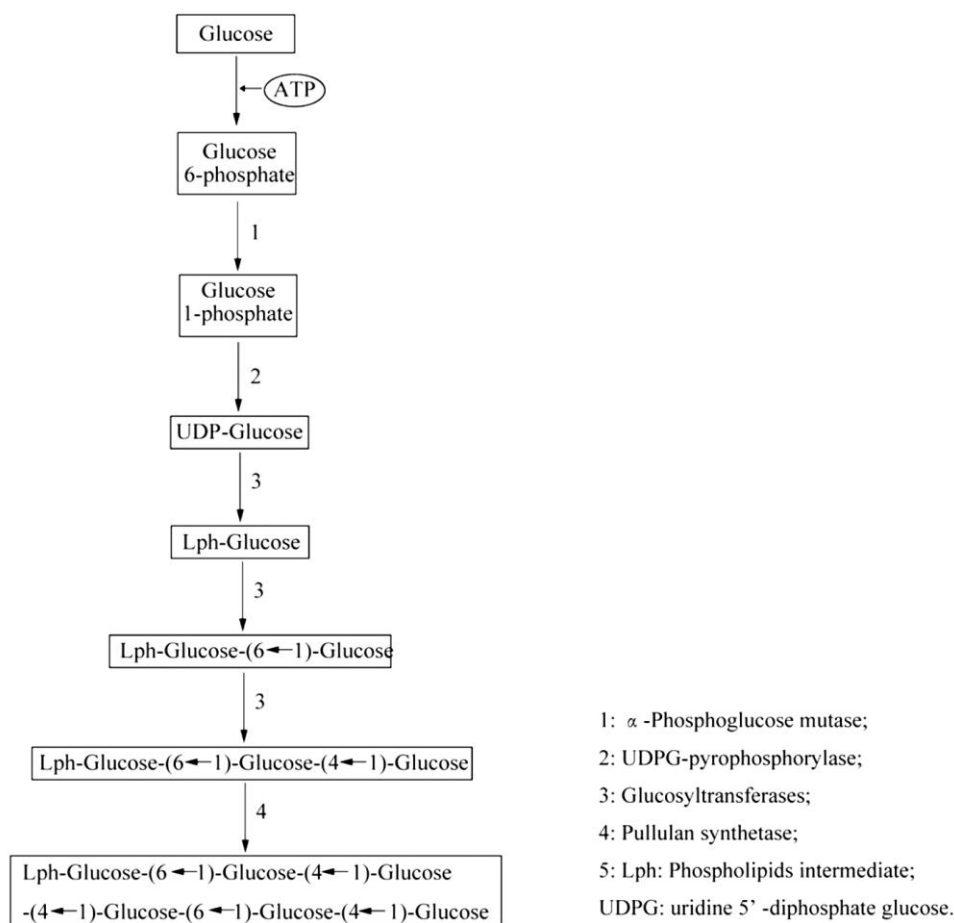 Glucose
ATP
Glucose
6-phosphate
1
Glucose
1-phosphate
2
UDP-Glucose
3
Lph-Glucose
3
Lph-Glucose-(6←1)-Glucose
3
Lph-Glucose-(6←1)-Glucose-(4←1)-Glucose
4
Lph-Glucose-(6←1)-Glucose-(4←1)-Glucose
-(4←1)-Glucose-(6←1)-Glucose-(4←1)-Glucose
1: α -Phosphoglucose mutase;
2: UDPG-pyrophosphorylase;
3: Glucosyltransferases;
4: Pullulan synthetase;
5: Lph: Phospholipids intermediate;
UDPG: uridine 5’ -diphosphate glucose.